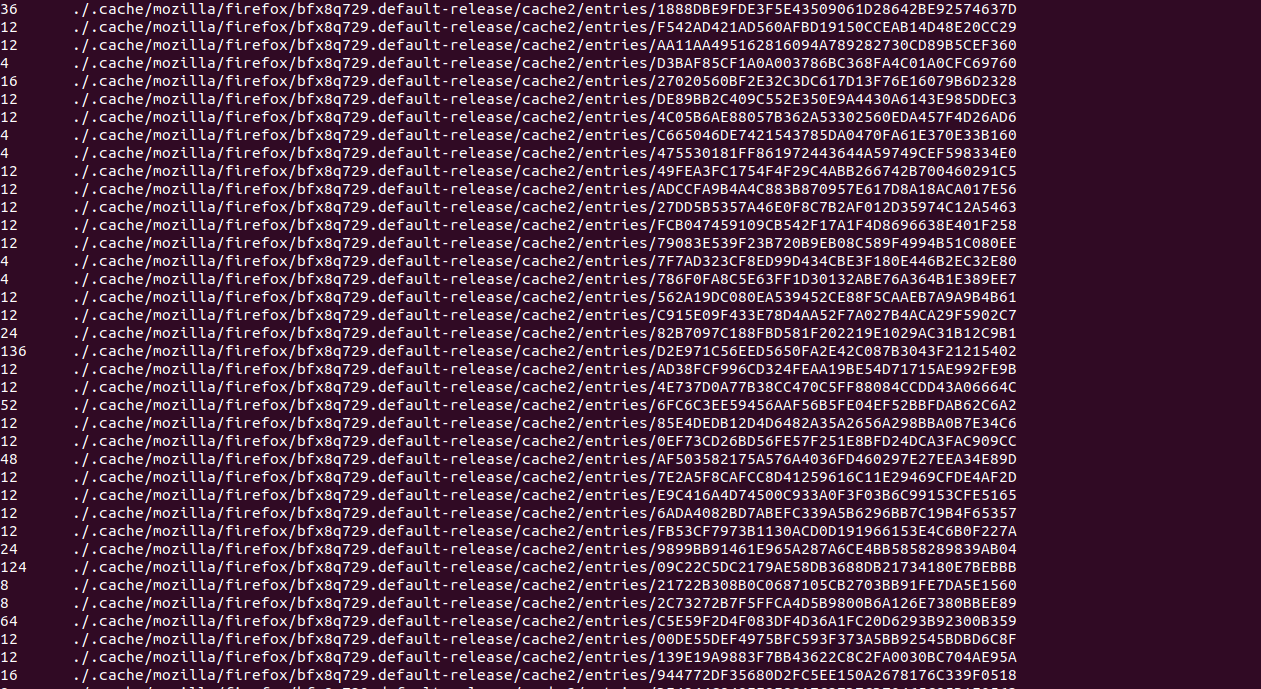 36 ./.cache/mozilla/firefox/bfx8q729.default-release/cache2/entries/1888DBE9FDE3F5E43509061D28642BE92574637D
12 ./.cache/mozilla/firefox/bfx8q729.default-release/cache2/entries/F542AD421AD560AFBD19150CCEAB14D48E20CC29
12 ./.cache/mozilla/firefox/bfx8q729.default-release/cache2/entries/AA11AA495162816094A789282730CD89B5CEF360
4 ./.cache/mozilla/firefox/bfx8q729.default-release/cache2/entries/D3BAF85CF1A0A003786BC368FA4C01A0CFC69760
16 ./.cache/mozilla/firefox/bfx8q729.default-release/cache2/entries/27020560BF2E32C3DC617D13F76E16079B6D2328
12 ./.cache/mozilla/firefox/bfx8q729.default-release/cache2/entries/DE89BB2C409C552E350E9A4430A6143E985DDEC3
12 ./.cache/mozilla/firefox/bfx8q729.default-release/cache2/entries/4C05B6AE88057B362A53302560EDA457F4D26AD6
4 ./.cache/mozilla/firefox/bfx8q729.default-release/cache2/entries/C665046DE7421543785DA0470FA61E370E33B160
4 ./.cache/mozilla/firefox/bfx8q729.default-release/cache2/entries/475530181FF861972443644A59749CEF598334E0
12 ./.cache/mozilla/firefox/bfx8q729.default-release/cache2/entries/49FEA3FC1754F4F29C4ABB266742B700460291C5
12 ./.cache/mozilla/firefox/bfx8q729.default-release/cache2/entries/ADCCFA9B4A4C883B870957E617D8A18ACA017E56
12 ./.cache/mozilla/firefox/bfx8q729.default-release/cache2/entries/27DD5B5357A46E0F8C7B2AF012D35974C12A5463
12 ./.cache/mozilla/firefox/bfx8q729.default-release/cache2/entries/FCB047459109CB542F17A1F4D8696638E401F258
12 ./.cache/mozilla/firefox/bfx8q729.default-release/cache2/entries/79083E539F23B720B9EB08C589F4994B51C080EE
4 ./.cache/mozilla/firefox/bfx8q729.default-release/cache2/entries/7F7AD323CF8ED99D434CBE3F180E446B2EC32E80
4 ./.cache/mozilla/firefox/bfx8q729.default-release/cache2/entries/786F0FA8C5E63FF1D30132ABE76A364B1E389EE7
12 ./.cache/mozilla/firefox/bfx8q729.default-release/cache2/entries/562A19DC080EA539452CE88F5CAAEB7A9A9B4B61
12 ./.cache/mozilla/firefox/bfx8q729.default-release/cache2/entries/C915E09F433E78D4AA52F7A027B4ACA29F5902C7
24 ./.cache/mozilla/firefox/bfx8q729.default-release/cache2/entries/82B7097C188FBD581F202219E1029AC31B12C9B1
136 ./.cache/mozilla/firefox/bfx8q729.default-release/cache2/entries/D2E971C56EED5650FA2E42C087B3043F21215402
12 ./.cache/mozilla/firefox/bfx8q729.default-release/cache2/entries/AD38FCF996CD324FEAA19BE54D71715AE992FE9B
12 ./.cache/mozilla/firefox/bfx8q729.default-release/cache2/entries/4E737D0A77B38CC470C5FF88084CCDD43A06664C
52 ./.cache/mozilla/firefox/bfx8q729.default-release/cache2/entries/6FC6C3EE59456AAF56B5FE04EF52BBFDAB62C6A2
12 ./.cache/mozilla/firefox/bfx8q729.default-release/cache2/entries/85E4DEDB12D4D6482A35A2656A298BBA0B7E34C6
12 ./.cache/mozilla/firefox/bfx8q729.default-release/cache2/entries/0EF73CD26BD56FE57F251E8BFD24DCA3FAC909CC
48 ./.cache/mozilla/firefox/bfx8q729.default-release/cache2/entries/AF503582175A576A4036FD460297E27EEA34E89D
12 ./.cache/mozilla/firefox/bfx8q729.default-release/cache2/entries/7E2A5F8CAFCC8D41259616C11E29469CFDE4AF2D
12 ./.cache/mozilla/firefox/bfx8q729.default-release/cache2/entries/E9C416A4D74500C933A0F3F03B6C99153CFE5165
12 ./.cache/mozilla/firefox/bfx8q729.default-release/cache2/entries/6ADA4082BD7ABEFC339A5B6296BB7C19B4F65357
12 ./.cache/mozilla/firefox/bfx8q729.default-release/cache2/entries/FB53CF7973B1130ACD0D191966153E4C6B0F227A
24 ./.cache/mozilla/firefox/bfx8q729.default-release/cache2/entries/9899BB91461E965A287A6CE4BB5858289839AB04
124 ./.cache/mozilla/firefox/bfx8q729.default-release/cache2/entries/09C22C5DC2179AE58DB3688DB21734180E7BEBBB
8 ./.cache/mozilla/firefox/bfx8q729.default-release/cache2/entries/21722B308B0C0687105CB2703BB91FE7DA5E1560
8 ./.cache/mozilla/firefox/bfx8q729.default-release/cache2/entries/2C73272B7F5FFCA4D5B9800B6A126E7380BBEE89
64 ./.cache/mozilla/firefox/bfx8q729.default-release/cache2/entries/C5E59F2D4F083DF4D36A1FC20D6293B92300B359
12 ./.cache/mozilla/firefox/bfx8q729.default-release/cache2/entries/00DE55DEF4975BFC593F373A5BB92545BDBD6C8F
12 ./.cache/mozilla/firefox/bfx8q729.default-release/cache2/entries/139E19A9883F7BB43622C8C2FA0030BC704AE95A
16 ./.cache/mozilla/firefox/bfx8q729.default-release/cache2/entries/944772DF35680D2FC5EE150A2678176C339F0518